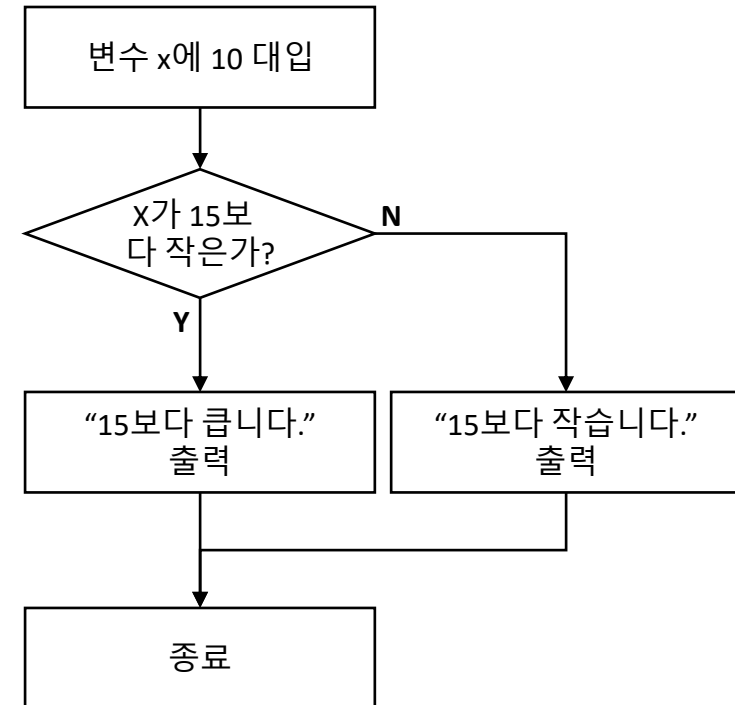 변수 x에 10 대입
X가 15보
다 작은가?
N
Y
“15보다 큽니다.”
출력
“15보다 작습니다.”
출력
종료